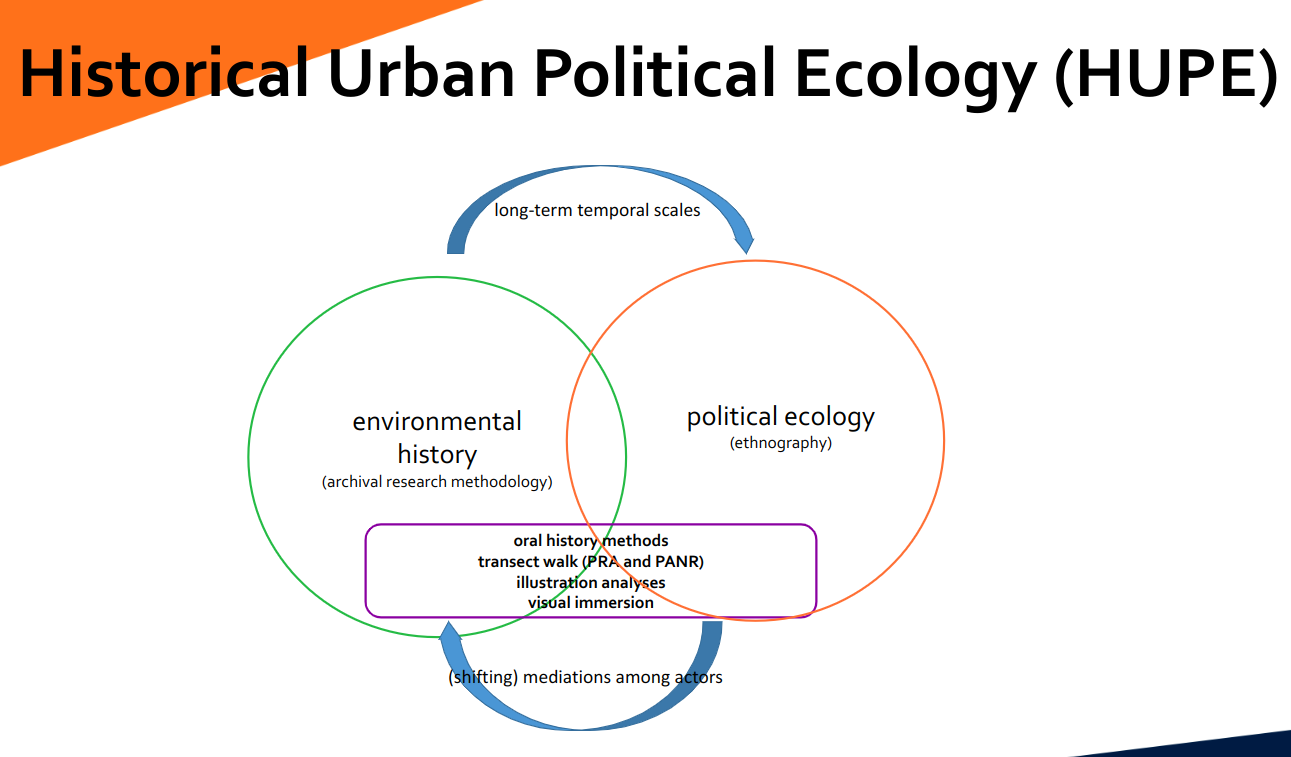 Historical Urban Political Ecology (HUPE)
long-term temporal scales
environmental
history
(archival research methodology)
political ecology
(ethnography)
oral history methods
transect walk (PRA and PANR)
illustration analyses
visual immersion
(shifting) mediations among actors